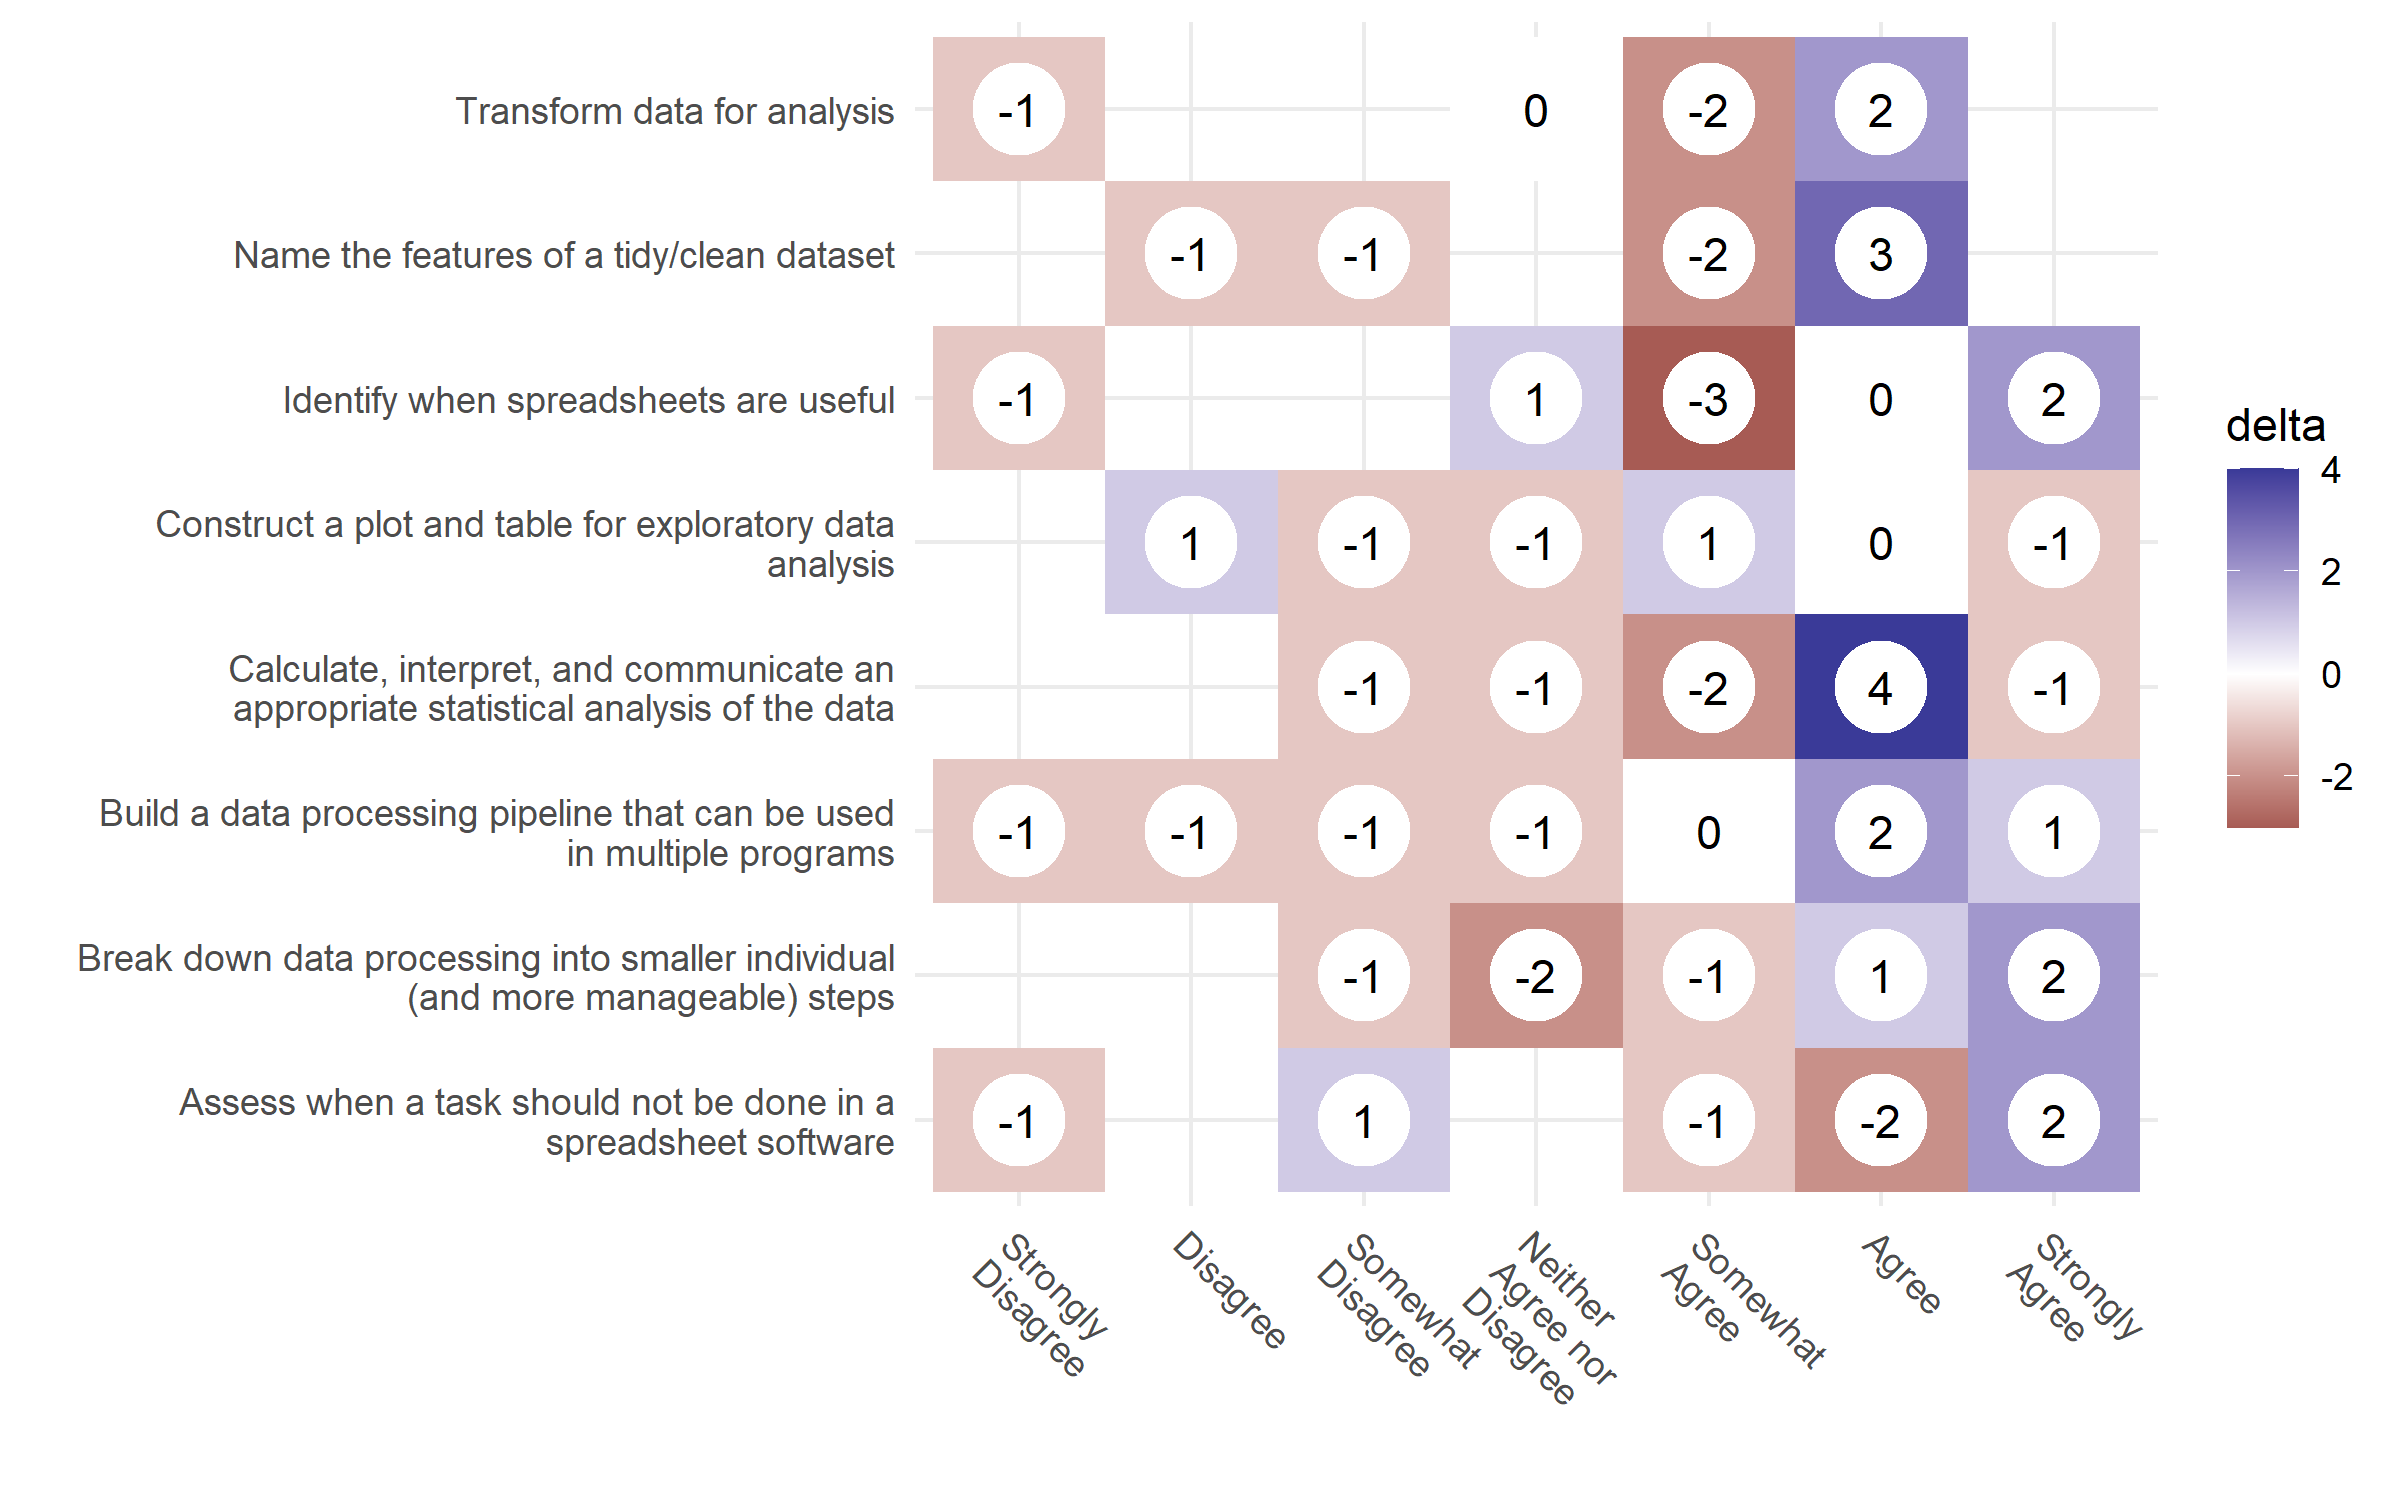 Transform data for analysis
-1
0
-2
2
Name the features of a tidy/clean dataset
-1
-1
-2
3
Identify when spreadsheets are useful
-1
1
-3
0
2
Construct a plot and table for exploratory data
analysis
1
-1
-1
1
0
-1
Calculate, interpret, and communicate an
appropriate statistical analysis of the data
-1
-1
-2
4
-1
Build a data processing pipeline that can be used
in multiple programs
-1
-1
-1
-1
0
2
1
Break down data processing into smaller individual
(and more manageable) steps
-1
-2
-1
1
2
Assess when a task should not be done in a
spreadsheet software
-1
1
-1
-2
2
Strongly
Disagree
Disagree
Somewhat
Disagree
Neither
Agree nor
Disagree
Somewhat
Agree
Agree
Strongly
Agree
delta
4
2
0
-2